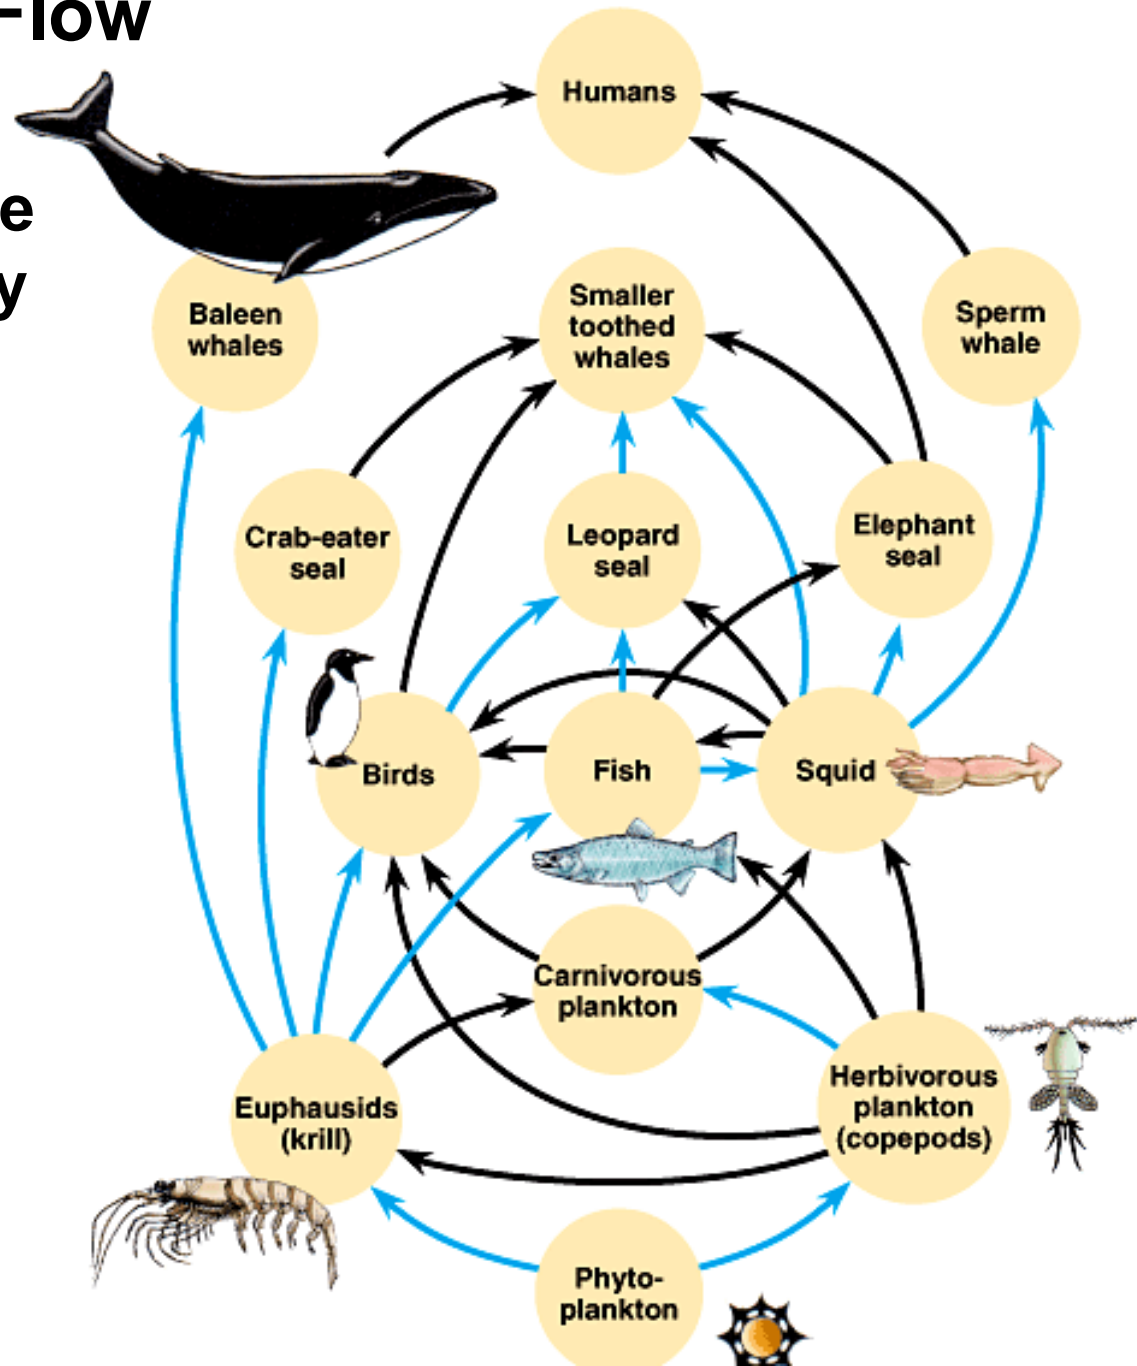 Flow
Humans
e
y
Baleen
whales
Smaller
toothed
whales
Sperm
whale
Crab-eater
seal
Leopard
seal
Elephant
seal
Birds
Fish
Squid
Carnivorous
plankton
Euphausids
(krill)
Herbivorous
plankton
(copepods)
Phyto-
plankton